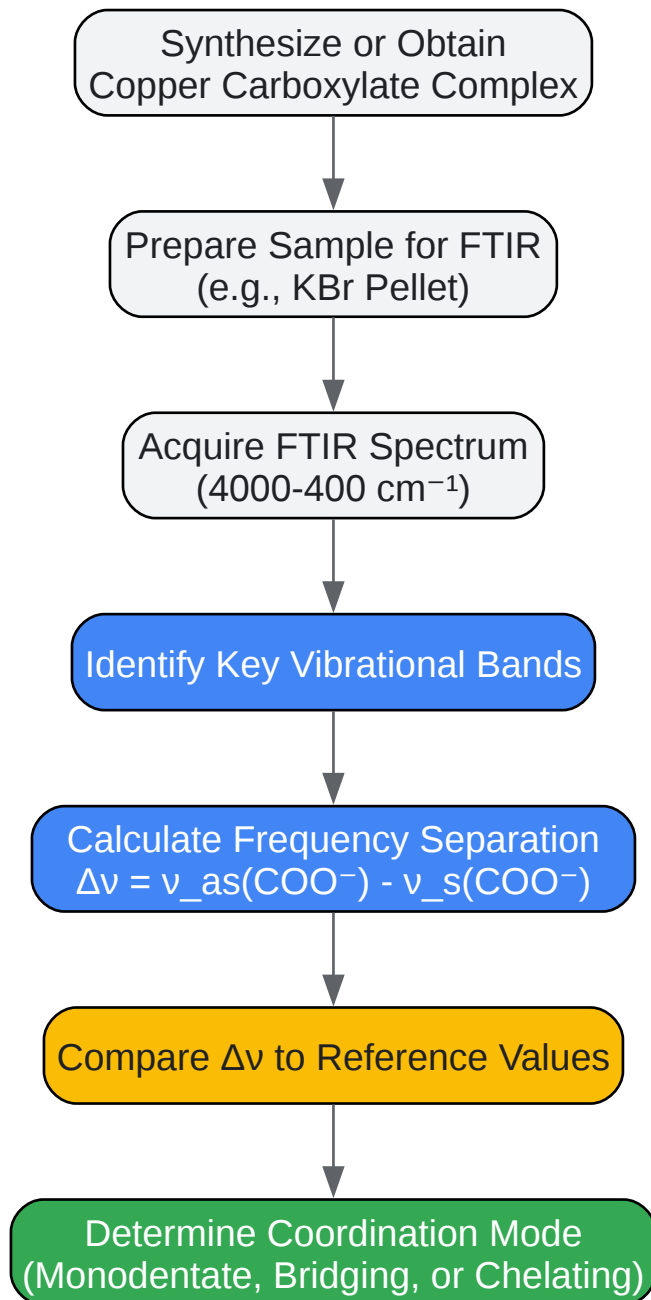 Synthesize or Obtain
Copper Carboxylate Complex
Prepare Sample for FTIR
(e.g., KBr Pellet)
Acquire FTIR Spectrum
(4000-400 cm⁻¹)
Identify Key Vibrational Bands
Calculate Frequency Separation
Δν = ν_as(COO⁻) - ν_s(COO⁻)
Compare Δν to Reference Values
Determine Coordination Mode
(Monodentate, Bridging, or Chelating)